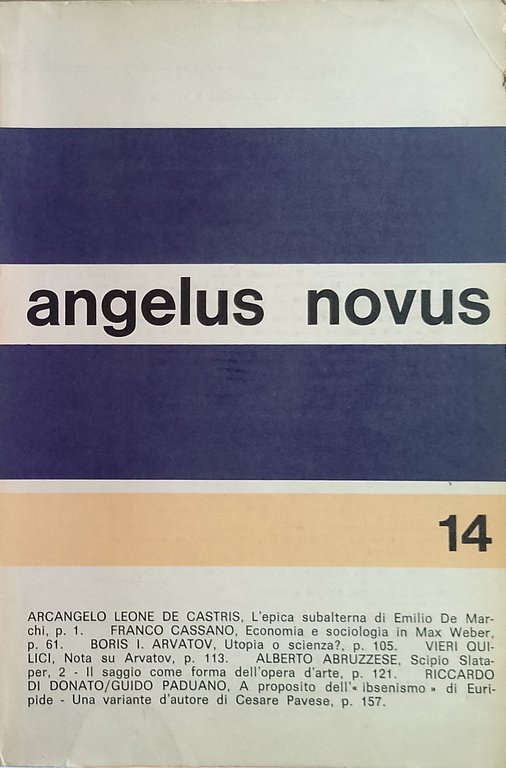 angelus novus
14
ARCANGELO LEONE DE CASTRIS, L'epica subalterna di Emilio De Mar-
chi, p. 1. FRANCO CASSANO, Economia e sociologia in Max Weber,
p. 61. BORIS I. ARVATOV, Utopia o scienza?, p. 105. VIERI QUI-
LICI, Nota su Arvatov, p. 113. ALBERTO ABRUZZESE, Scipio Slata-
per, 2 - Il saggio come forma dell'opera d'arte, p. 121. RICCARDO
DI DONATO/GUIDO PADUANO, A proposito dell'« ibsenismo » di Euri-
pide - Una variante d'autore di Cesare Pavese, p. 157.